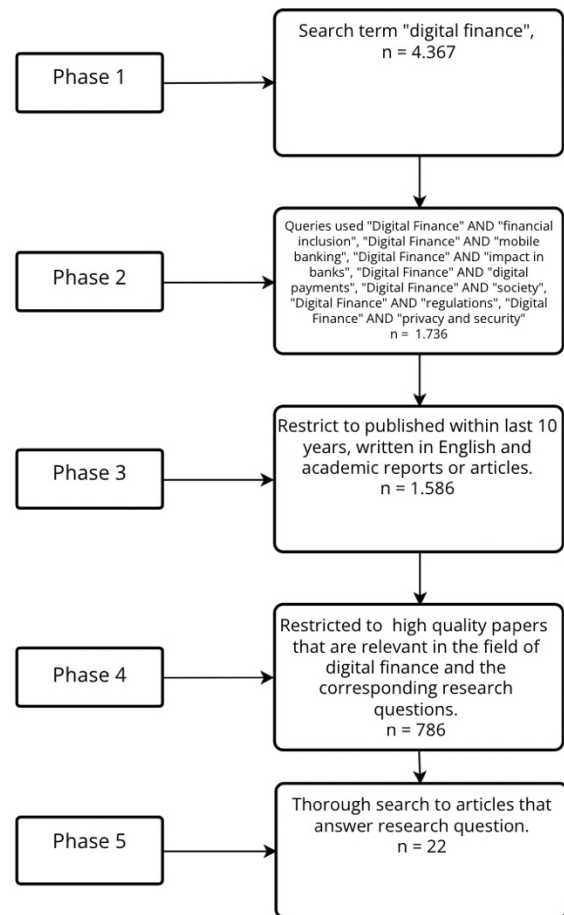 Phase 1
Search term "digital finance",
n = 4.367
Phase 2
Queries used "Digital Finance" AND "financial
inclusion", "Digital Finance" AND "mobile
banking", "Digital Finance" AND "impact in
banks", "Digital Finance" AND "digital
payments", "Digital Finance" AND "society",
"Digital Finance" AND "regulations", "Digital
Finance" AND "privacy and security"
n = 1.736
Phase 3
Restrict to published within last 10
years, written in English and
academic reports or articles.
n = 1.586
Phase 4
Restricted to high quality papers
that are relevant in the field of
digital finance and the
corresponding research
questions.
n = 786
Phase 5
Thorough search to articles that
answer research question.
n = 22